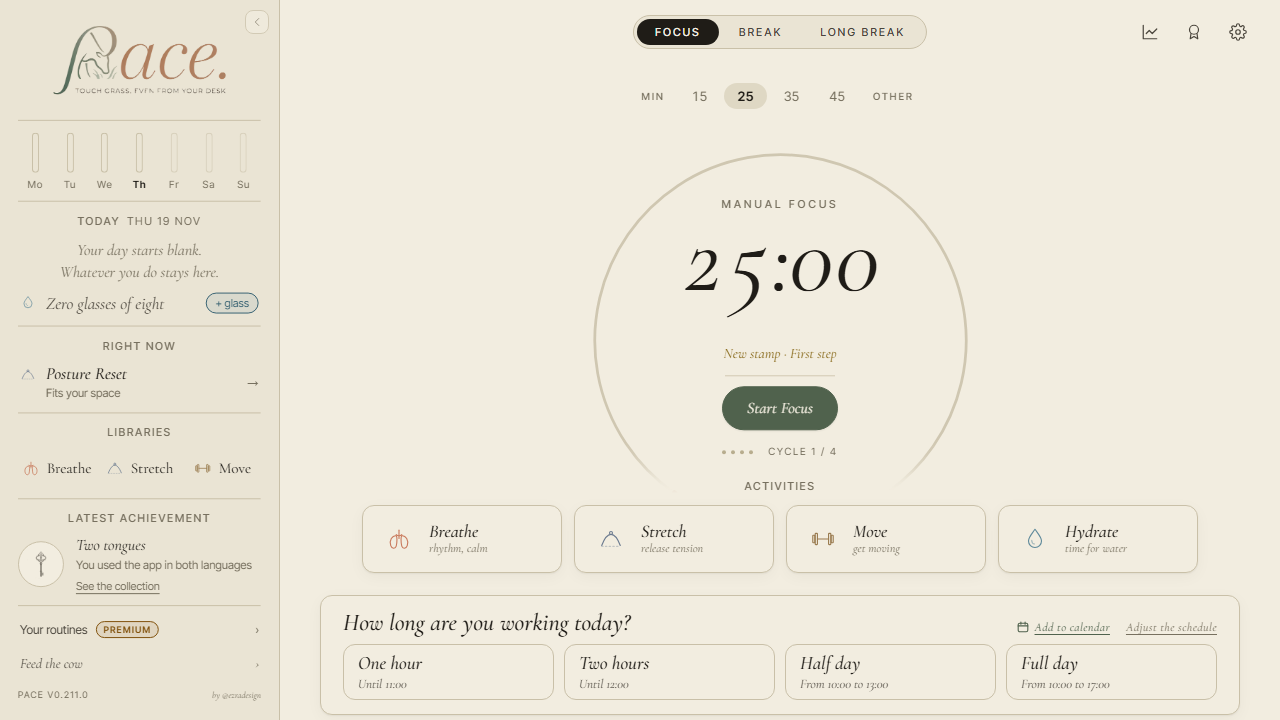 Pace.
TOUCH GRASS. EVEN FROM YOUR DESK
Mo Tu We Th Fr Sa Su
TODAY THU 19 NOV
Your day starts blank.
Whatever you do stays here.
Zero glasses of eight
+ glass
RIGHT NOW
Posture Reset
Fits your space
→
LIBRARIES
Breathe Stretch Move
LATEST ACHIEVEMENT
Two tongues
You used the app in both languages
See the collection
Your routines PREMIUM ›
Feed the cow ›
PACE V0.211.0 by @ezradesign
FOCUS BREAK LONG BREAK
MIN 15 25 35 45 OTHER
MANUAL FOCUS
25:00
New stamp · First step
Start Focus
CYCLE 1 / 4
ACTIVITIES
Breathe
rhythm, calm
Stretch
release tension
Move
get moving
Hydrate
time for water
How long are you working today?
Add to calendar Adjust the schedule
One hour
Until 11:00
Two hours
Until 12:00
Half day
From 10:00 to 13:00
Full day
From 10:00 to 17:00